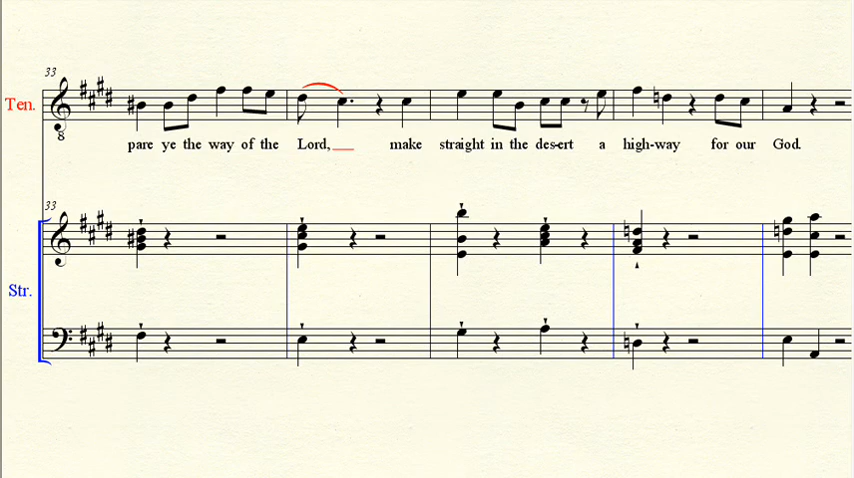 33
Ten.
8
pare ye the way of the Lord, make straight in the des-ert a high-way for our God.
33
Str.